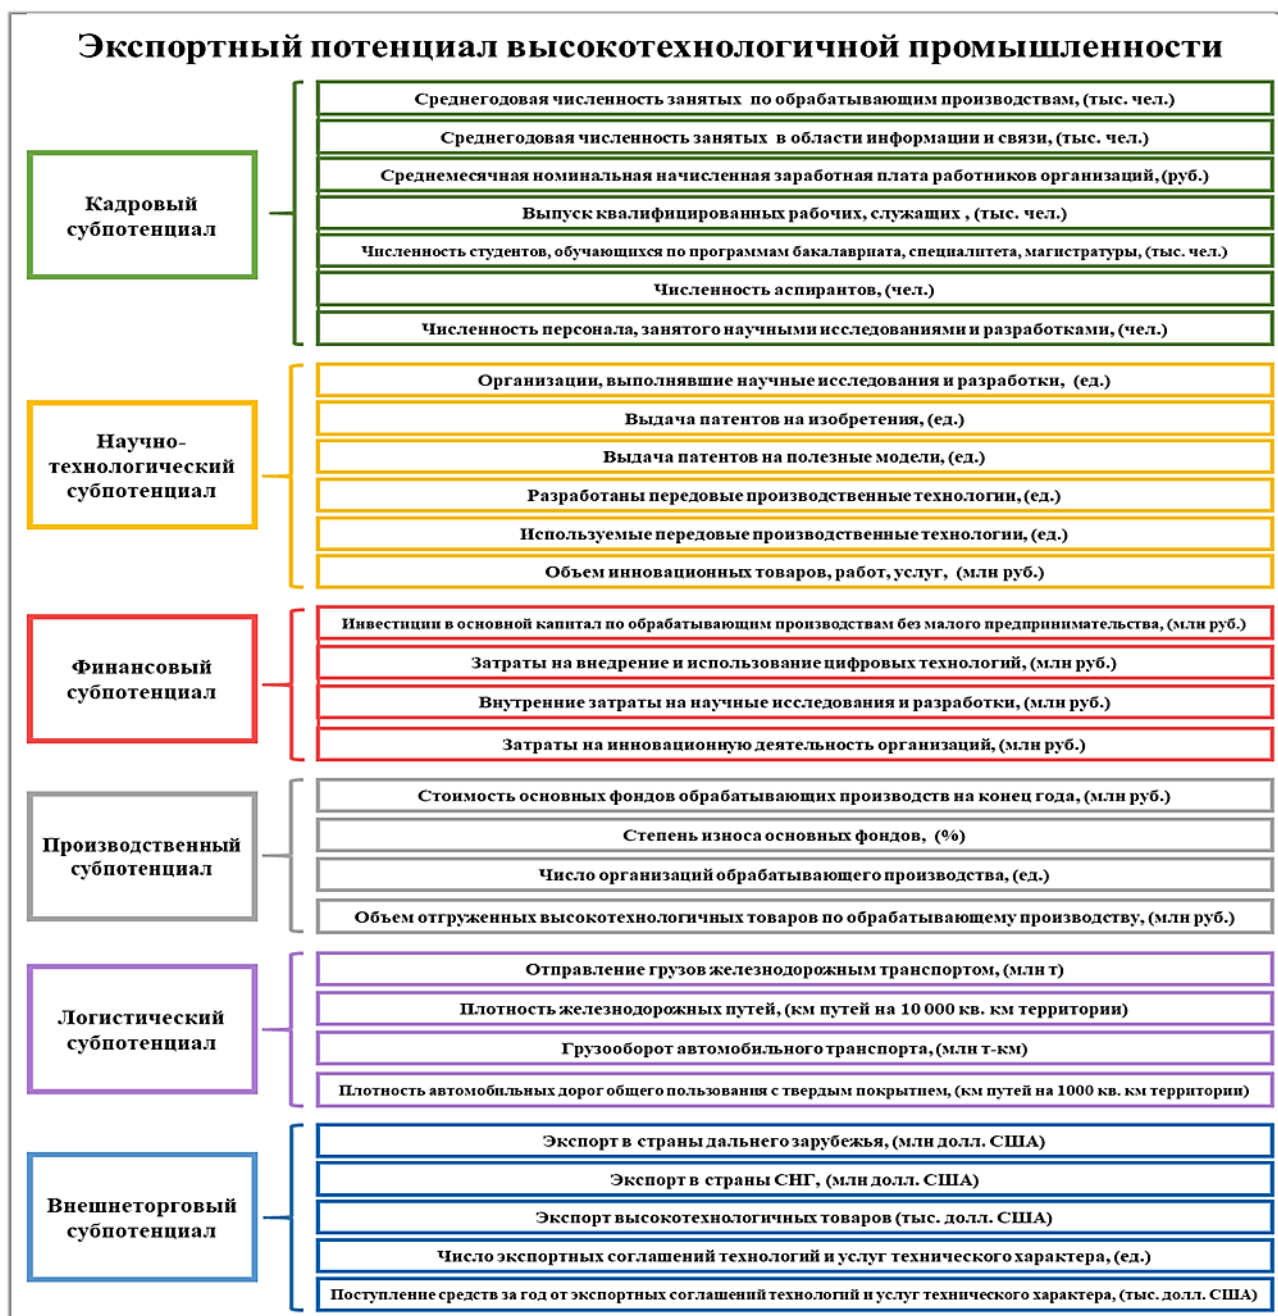 Экспортный потенциал высокотехнологичной промышленности
Кадровый
субпотенциал
Среднегодовая численность занятых по обрабатывающим производствам, (тыс. чел.)
Среднегодовая численность занятых в области информации и связи, (тыс. чел.)
Среднемесячная номинальная начисленная заработная плата работников организаций, (руб.)
Выпуск квалифицированных рабочих, служащих , (тыс. чел.)
Численность студентов, обучающихся по программам бакалавриата, специалитета, магистратуры, (тыс. чел.)
Численность аспирантов, (чел.)
Численность персонала, занятого научными исследованиями и разработками, (чел.)
Научно-
технологический
субпотенциал
Организации, выполнявшие научные исследования и разработки, (ед.)
Выдача патентов на изобретения, (ед.)
Выдача патентов на полезные модели, (ед.)
Разработаны передовые производственные технологии, (ед.)
Используемые передовые производственные технологии, (ед.)
Объем инновационных товаров, работ, услуг, (млн руб.)
Финансовый
субпотенциал
Инвестиции в основной капитал по обрабатывающим производствам без малого предпринимательства, (млн руб.)
Затраты на внедрение и использование цифровых технологий, (млн руб.)
Внутренние затраты на научные исследования и разработки, (млн руб.)
Затраты на инновационную деятельность организаций, (млн руб.)
Производственный
субпотенциал
Стоимость основных фондов обрабатывающих производств на конец года, (млн руб.)
Степень износа основных фондов, (%)
Число организаций обрабатывающего производства, (ед.)
Объем отгруженных высокотехнологичных товаров по обрабатывающему производству, (млн руб.)
Логистический
субпотенциал
Отправление грузов железнодорожным транспортом, (млн т)
Плотность железнодорожных путей, (км путей на 10 000 кв. км территории)
Грузооборот автомобильного транспорта, (млн т-км)
Плотность автомобильных дорог общего пользования с твердым покрытием, (км путей на 1000 кв. км территории)
Внешнеторговый
субпотенциал
Экспорт в страны дальнего зарубежья, (млн долл. США)
Экспорт в страны СНГ, (млн долл. США)
Экспорт высокотехнологичных товаров (тыс. долл. США)
Число экспортных соглашений технологий и услуг технического характера, (ед.)
Поступление средств за год от экспортных соглашений технологий и услуг технического характера, (тыс. долл. США)